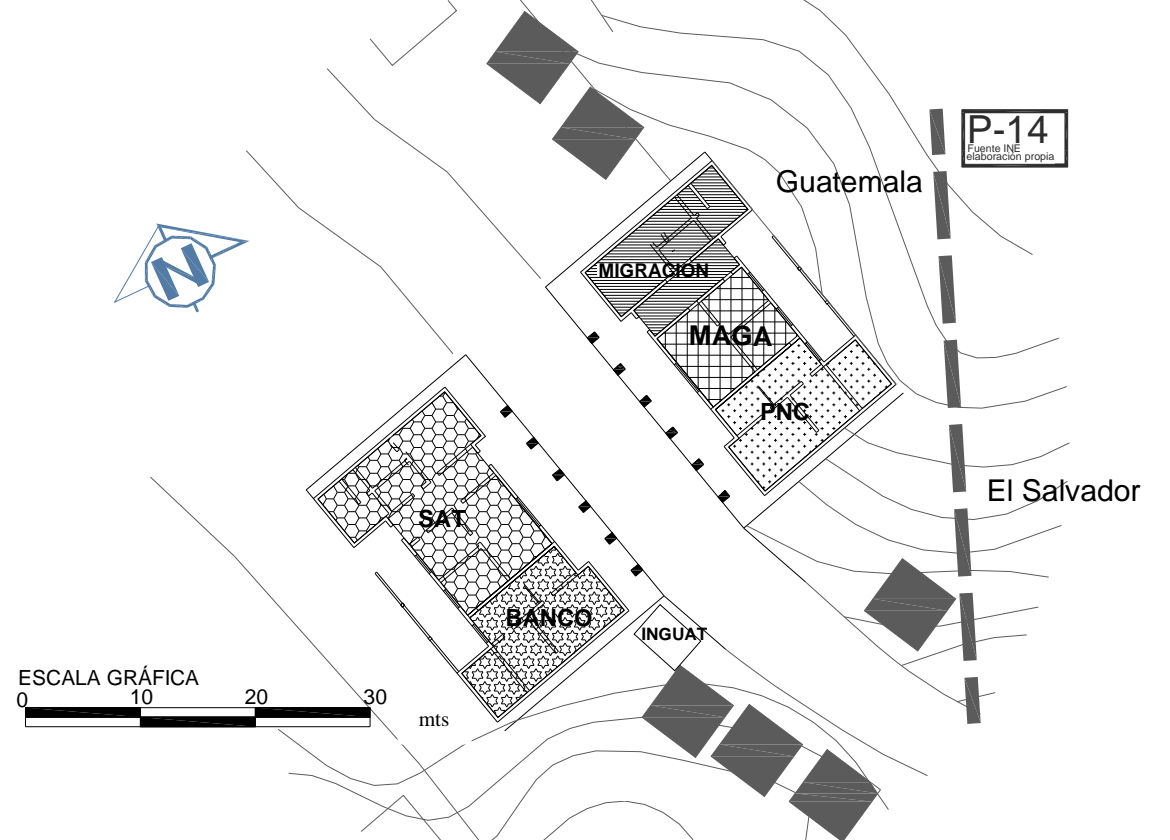 P-14
Fuente INE
elaboración propia
Guatemala
N
MIGRACION
MAGA
PNC
El Salvador
SAT
BANCO
INGUAT
ESCALA GRÁFICA
0 10 20 30
mts